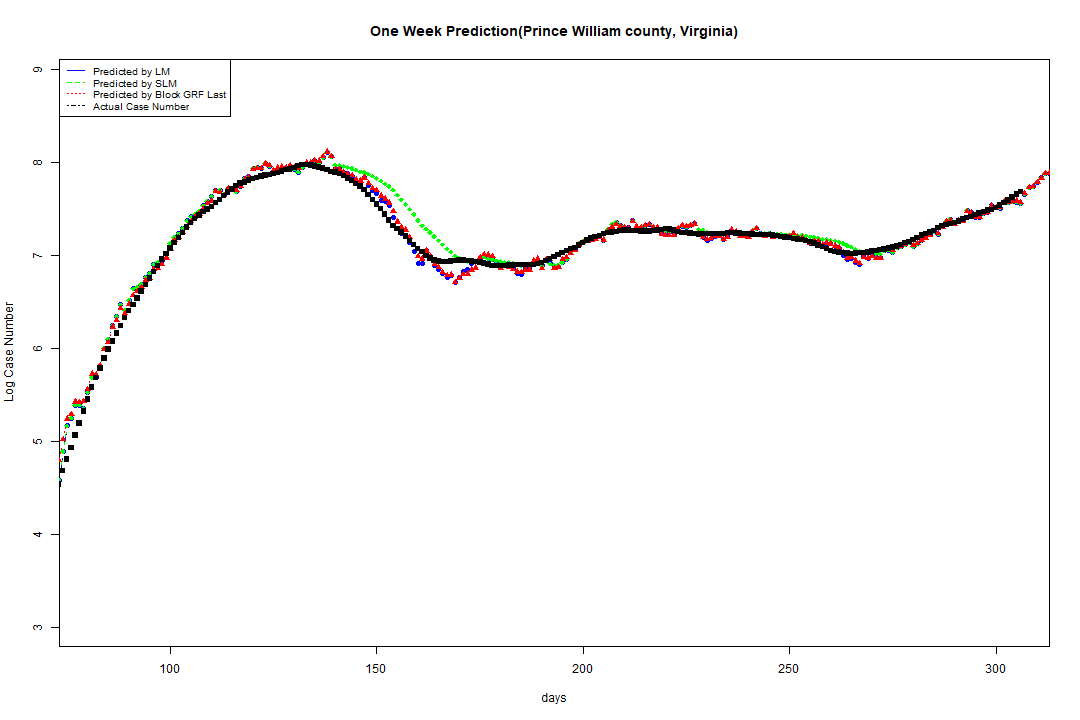 One Week Prediction(Prince William county, Virginia)
Predicted by LM
Predicted by SLM
Predicted by Block GRF Last
Actual Case Number
9
8
7
6
5
4
3
Log Case Number
100 150 200 250 300
days